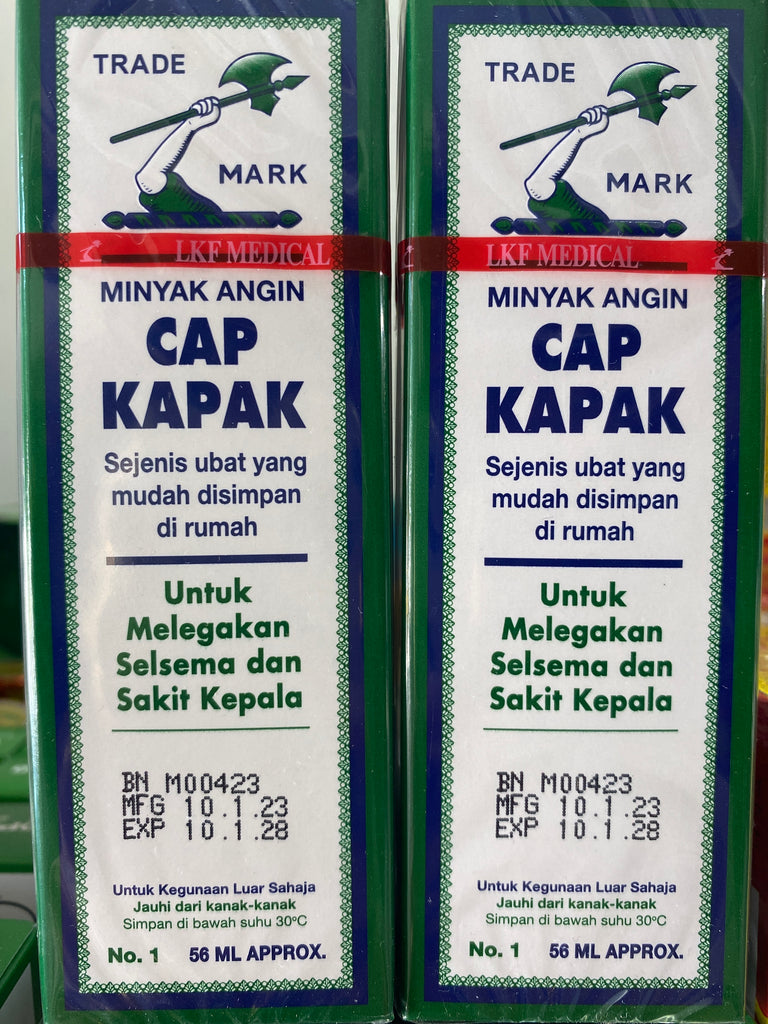 TRADE
MARK
LKF MEDICAL
MINYAK ANGIN
CAP
KAPAK
Sejenis ubat yang
mudah disimpan
di rumah
Untuk
Melegakan
Selsema dan
Sakit Kepala
BN M00423
MFG 10.1.23
EXP 10.1.28
Untuk Kegunaan Luar Sahaja
Jauhi dari kanak-kanak
Simpan di bawah suhu 30ºC
No. 1 56 ML APPROX.
TRADE
MARK
LKF MEDICAL
MINYAK ANGIN
CAP
KAPAK
Sejenis ubat yang
mudah disimpan
di rumah
Untuk
Melegakan
Selsema dan
Sakit Kepala
BN M00423
MFG 10.1.23
EXP 10.1.28
Untuk Kegunaan Luar Sahaja
Jauhi dari kanak-kanak
Simpan di bawah suhu 30ºC
No. 1 56 ML APPROX.